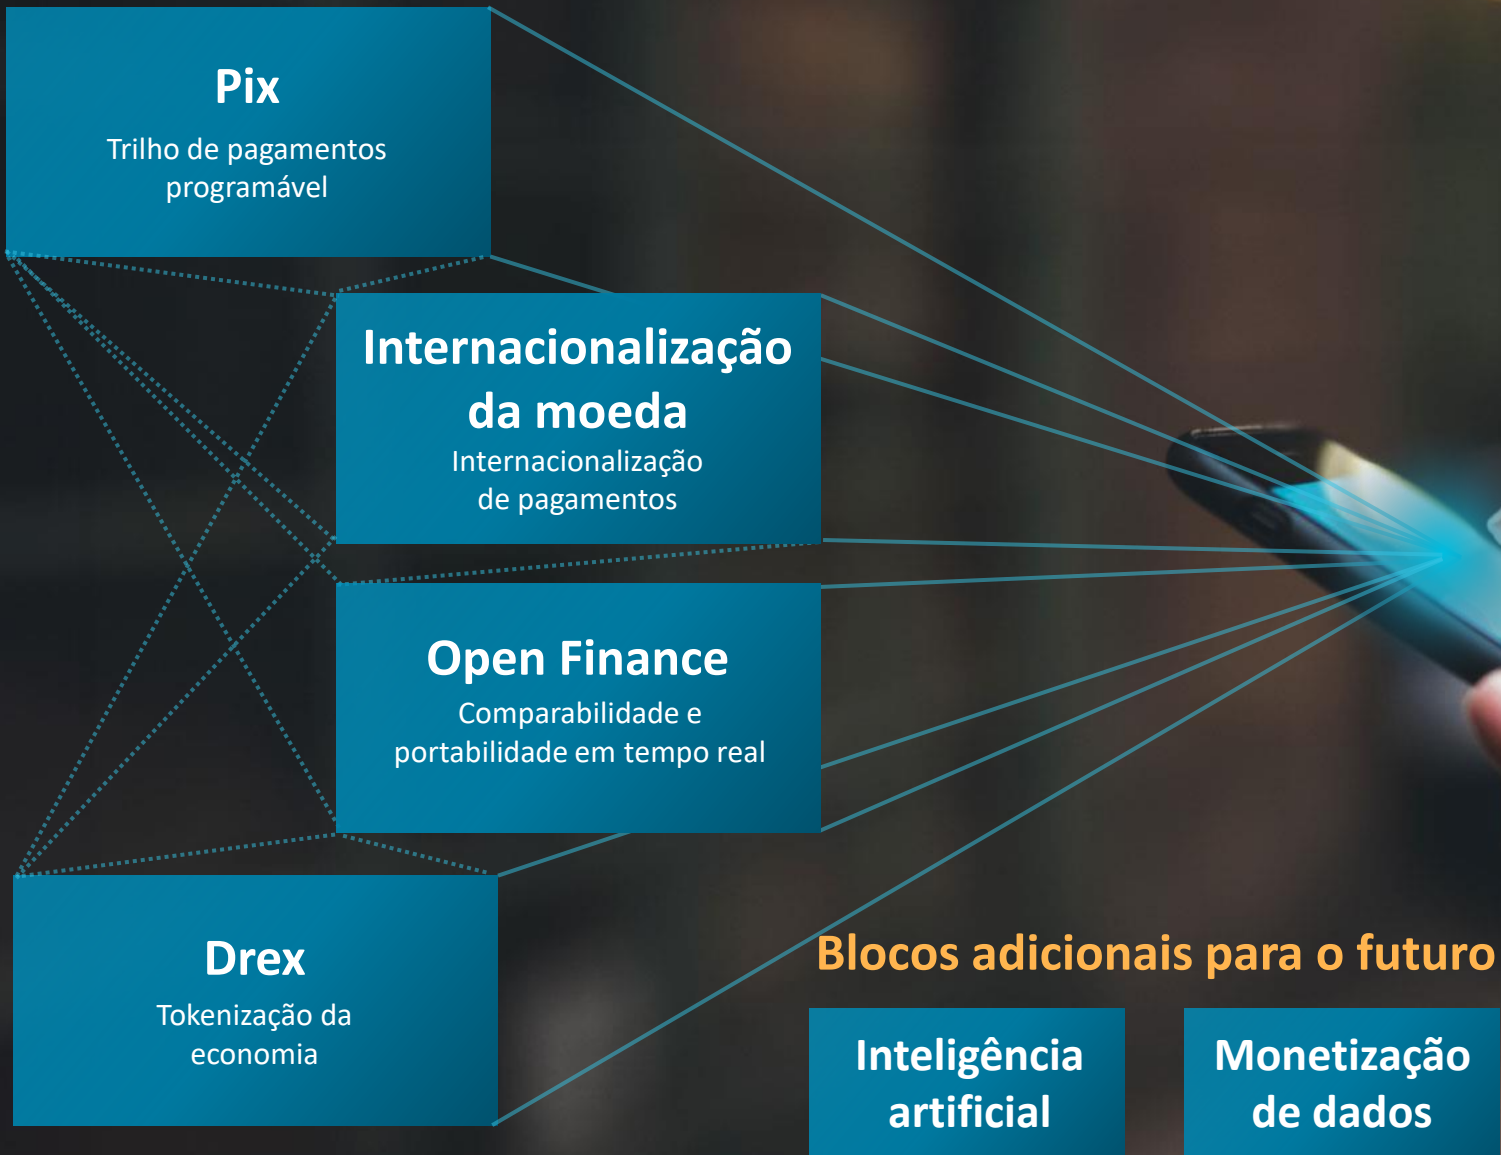 Pix
Trilho de pagamentos
programável
Internacionalização
da moeda
Internacionalização
de pagamentos
Open Finance
Comparabilidade e
portabilidade em tempo real
Drex
Tokenização da
economia
Blocos adicionais para o futuro
Inteligência
artificial
Monetização
de dados